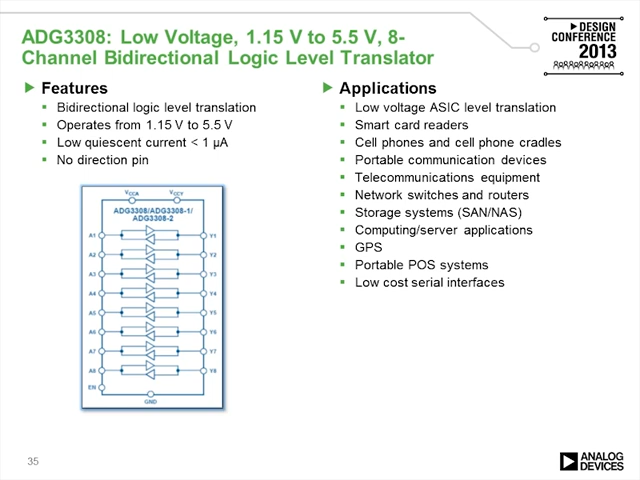 ADG3308: Low Voltage, 1.15 V to 5.5 V, 8-
Channel Bidirectional Logic Level Translator
DESIGN
CONFERENCE
2013
Features
Bidirectional logic level translation
Operates from 1.15 V to 5.5 V
Low quiescent current < 1 µA
No direction pin
VCCA VCCY
ADG3308/ADG3308-1/
ADG3308-2
A1 Y1
A2 Y2
A3 Y3
A4 Y4
A5 Y5
A6 Y6
A7 Y7
A8 Y8
EN
GND
Applications
Low voltage ASIC level translation
Smart card readers
Cell phones and cell phone cradles
Portable communication devices
Telecommunications equipment
Network switches and routers
Storage systems (SAN/NAS)
Computing/server applications
GPS
Portable POS systems
Low cost serial interfaces
35
ANALOG
DEVICES